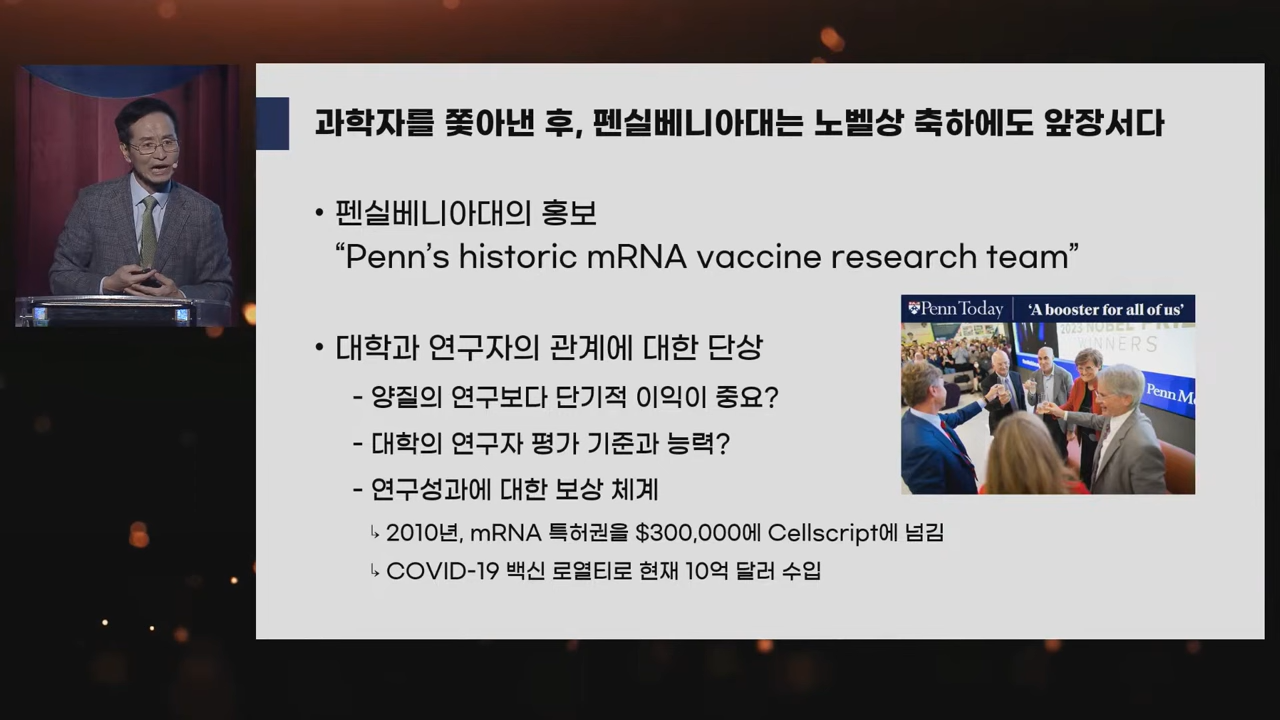 과학자를 쫓아낸 후, 펜실베니아대는 노벨상 축하에도 앞장서다
• 펜실베니아대의 홍보
“Penn’s historic mRNA vaccine research team”
Penn Today | ‘A booster for all of us’
2023 NOBEL PRIZ
WINNERS
Penn Me
• 대학과 연구자의 관계에 대한 단상
- 양질의 연구보다 단기적 이익이 중요?
- 대학의 연구자 평가 기준과 능력?
- 연구성과에 대한 보상 체계
↳ 2010년, mRNA 특허권을 $300,000에 Cellscript에 넘김
↳ COVID-19 백신 로열티로 현재 10억 달러 수입